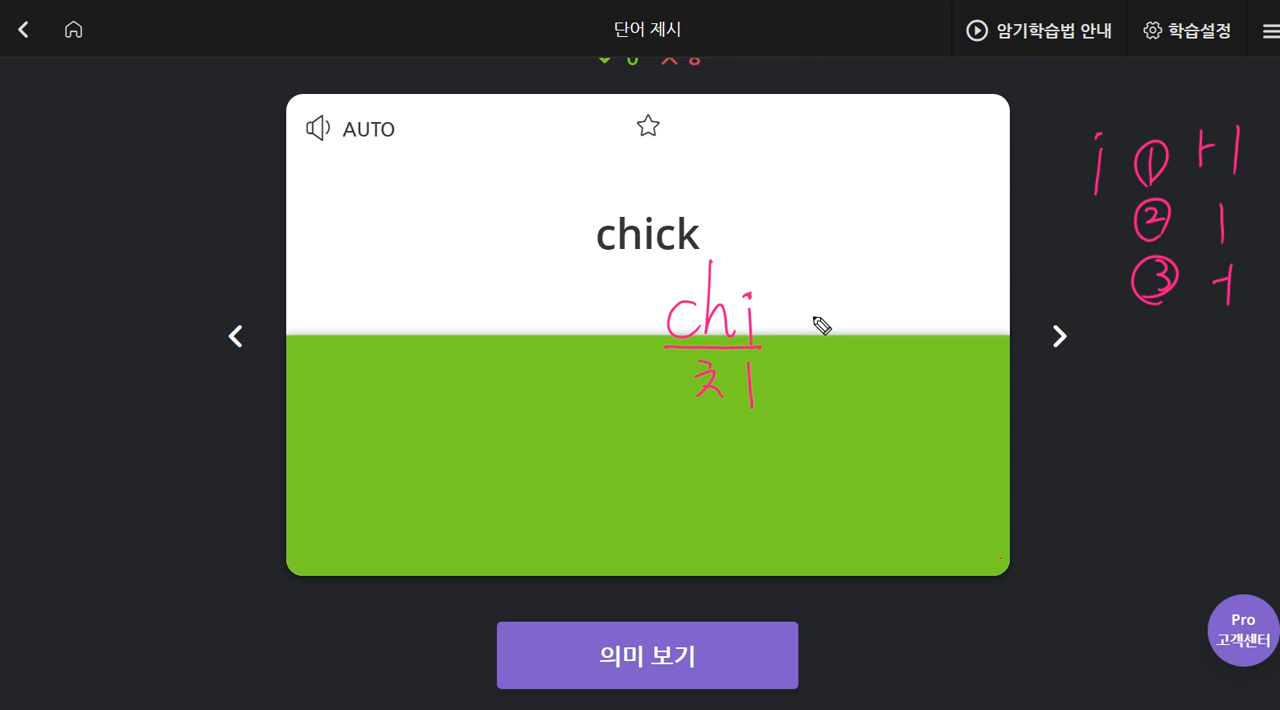 단어 제시
암기학습법 안내
학습설정
AUTO
chick
chi
치
i ① ㅏㅣ
② ㅣ
③ ㅓ
의미 보기
Pro
고객센터